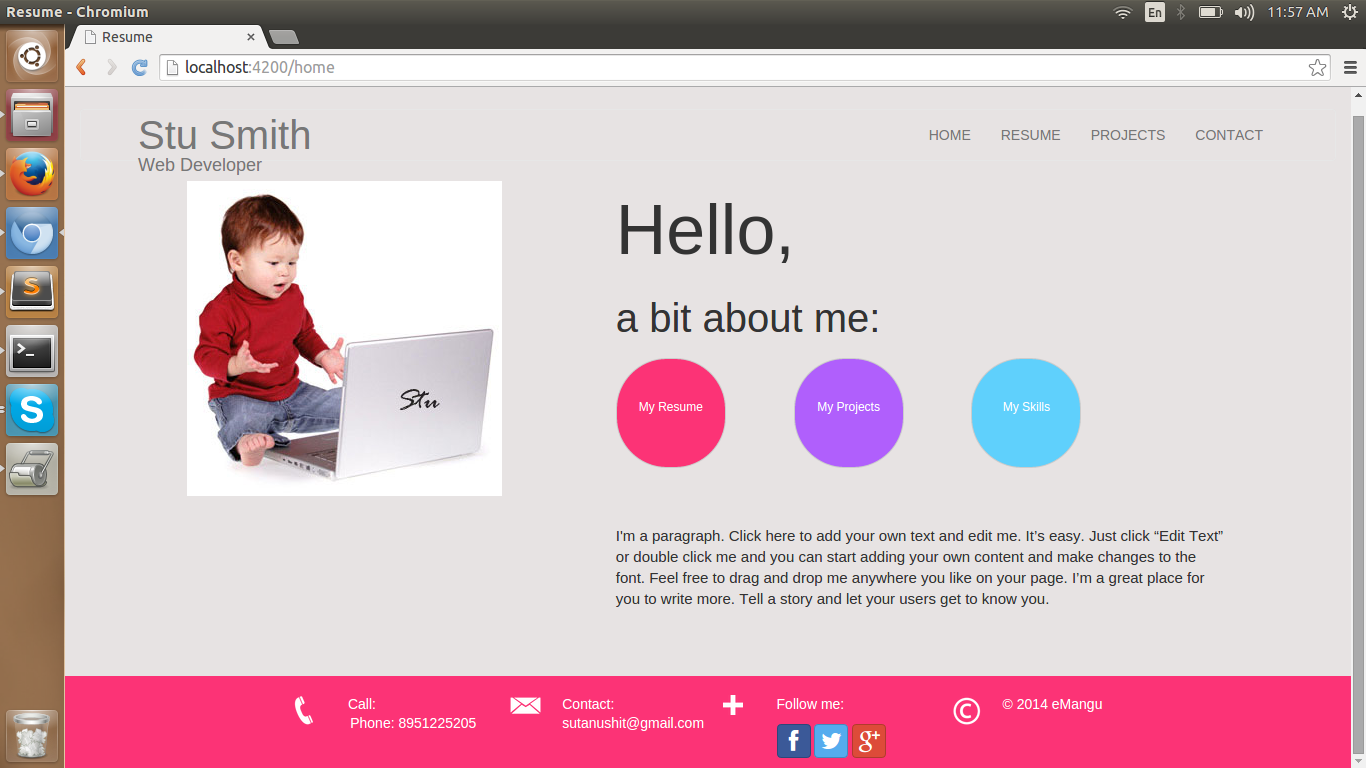 Resume - Chromium
En
11:57 AM
Resume
localhost:4200/home
Stu Smith
Web Developer
HOME RESUME PROJECTS CONTACT
Stu
Hello,
a bit about me:
My Resume My Projects My Skills
I'm a paragraph. Click here to add your own text and edit me. It’s easy. Just click “Edit Text”
or double click me and you can start adding your own content and make changes to the
font. Feel free to drag and drop me anywhere you like on your page. I’m a great place for
you to write more. Tell a story and let your users get to know you.
Call:
Phone: 8951225205
Contact:
sutanushit@gmail.com
Follow me:
f
g+
© 2014 eMangu